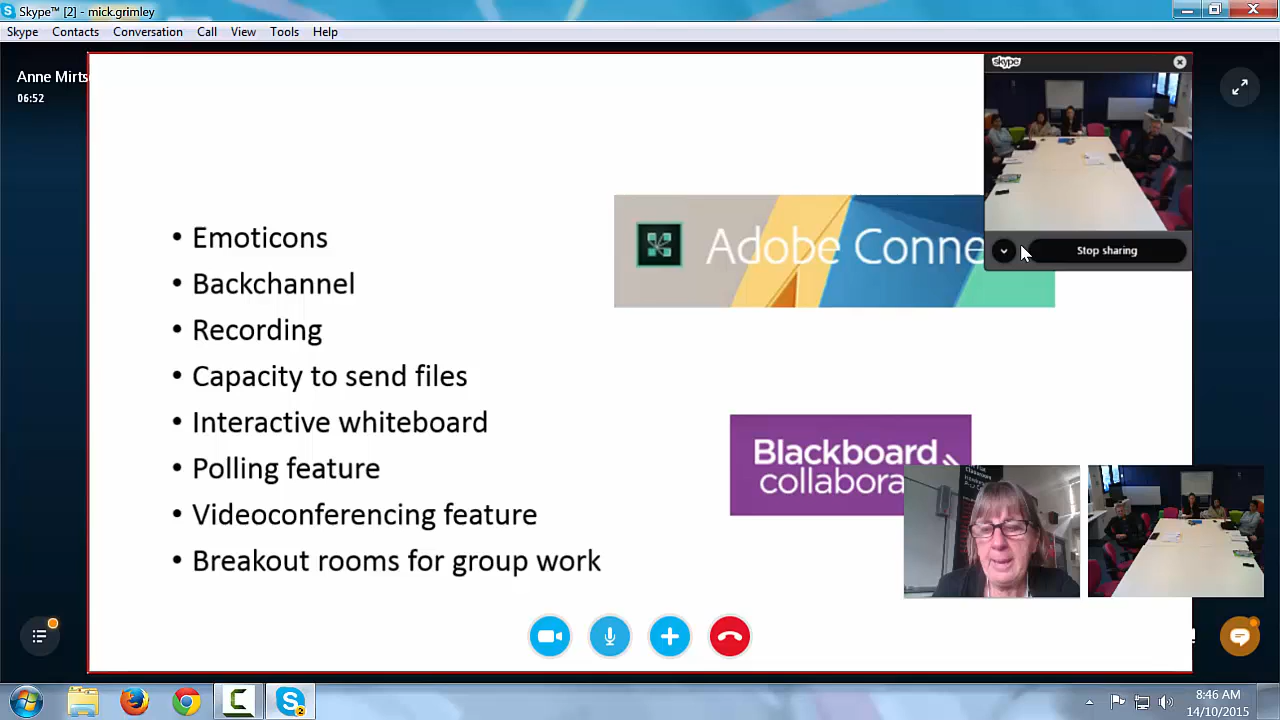 Skype™ [2] - mick.grimley
Skype Contacts Conversation Call View Tools Help
Anne Mirts
06:52
skype
Stop sharing
• Emoticons
• Backchannel
• Recording
• Capacity to send files
• Interactive whiteboard
• Polling feature
• Videoconferencing feature
• Breakout rooms for group work
Adobe Conne
Blackboard
collabora
8:46 AM
14/10/2015